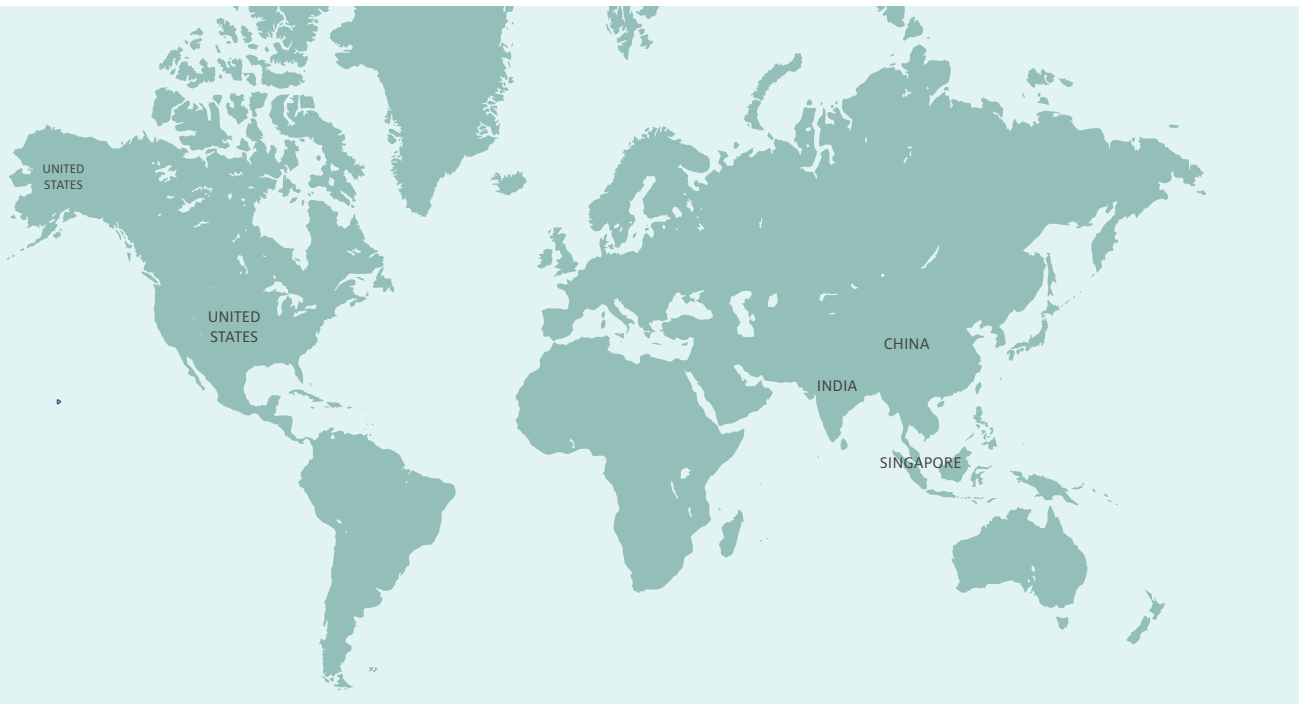 UNITED
STATES
UNITED
STATES
CHINA
INDIA
SINGAPORE